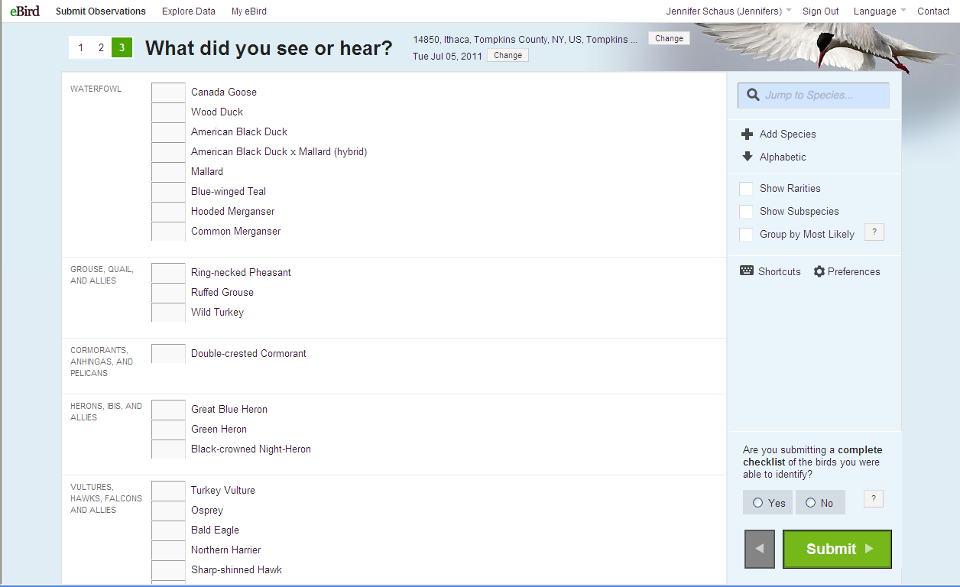 eBird Submit Observations Explore Data My eBird Jennifer Schaus (Jennifers) Sign Out Language Contact
1 2 3 What did you see or hear?
14850, Ithaca, Tompkins County, NY, US, Tompkins ... Change
Tue Jul 05, 2011 Change
WATERFOWL
Canada Goose
Wood Duck
American Black Duck
American Black Duck x Mallard (hybrid)
Mallard
Blue-winged Teal
Hooded Merganser
Common Merganser
GROUSE, QUAIL,
AND ALLIES
Ring-necked Pheasant
Ruffed Grouse
Wild Turkey
CORMORANTS,
ANHINGAS, AND
PELICANS
Double-crested Cormorant
HERONS, IBIS, AND
ALLIES
Great Blue Heron
Green Heron
Black-crowned Night-Heron
VULTURES,
HAWKS, FALCONS
AND ALLIES
Turkey Vulture
Osprey
Bald Eagle
Northern Harrier
Sharp-shinned Hawk
Jump to Species...
Add Species
Alphabetic
Show Rarities
Show Subspecies
Group by Most Likely ?
Shortcuts Preferences
Are you submitting a complete
checklist of the birds you were
able to identify?
Yes No ?
Submit